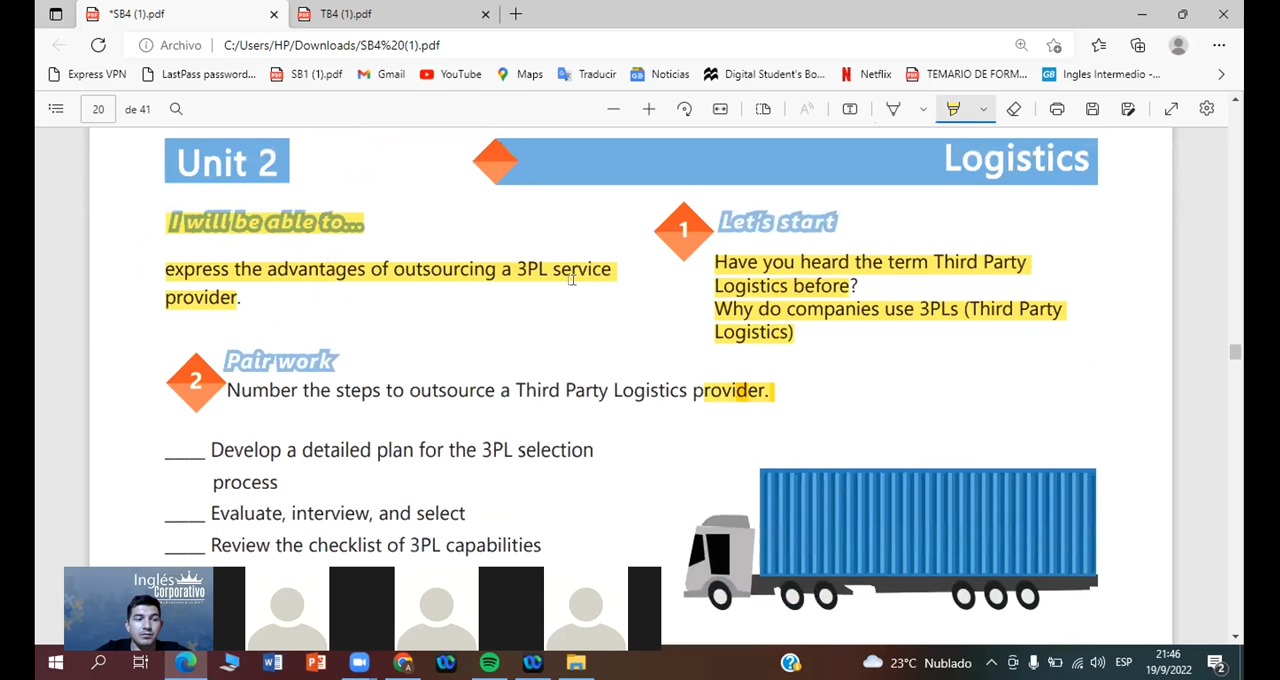 *SB4 (1).pdf
TB4 (1).pdf
Archivo C:/Users/HP/Downloads/SB4%20(1).pdf
Express VPN LastPass password... SB1 (1).pdf Gmail YouTube Maps Traducir Noticias Digital Student's Bo... Netflix TEMARIO DE FORM... Ingles Intermedio -...
20 de 41
Unit 2
Logistics
I will be able to...
express the advantages of outsourcing a 3PL service
provider.
1
Let's start
Have you heard the term Third Party
Logistics before?
Why do companies use 3PLs (Third Party
Logistics)
2
Pair work
Number the steps to outsource a Third Party Logistics provider.
____ Develop a detailed plan for the 3PL selection
process
____ Evaluate, interview, and select
____ Review the checklist of 3PL capabilities
Inglés
Corporativo
23°C Nublado
ESP
21:46
19/9/2022
2